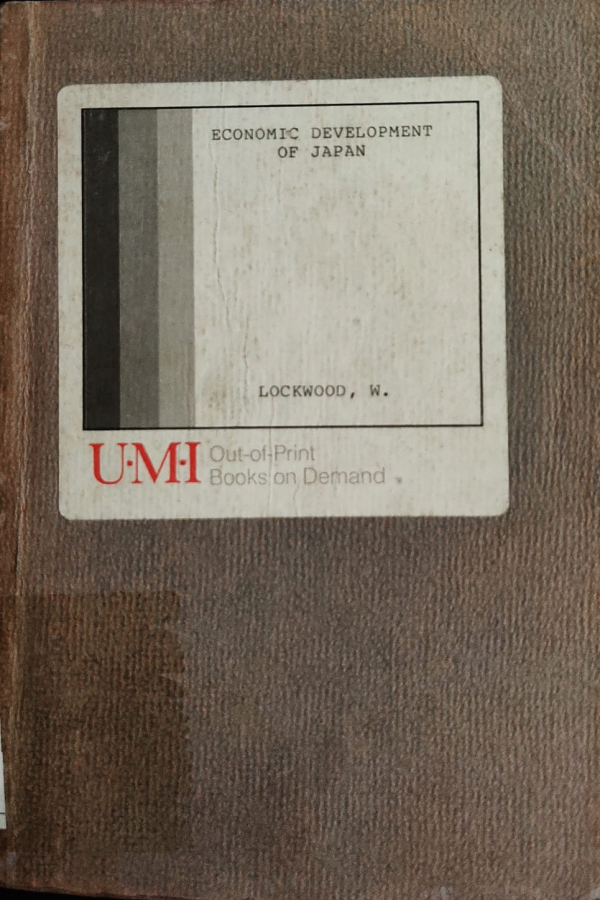 ECONOMIC DEVELOPMENT
OF JAPAN
LOCKWOOD, W.
U·M·I
Out-of-Print
Books on Demand